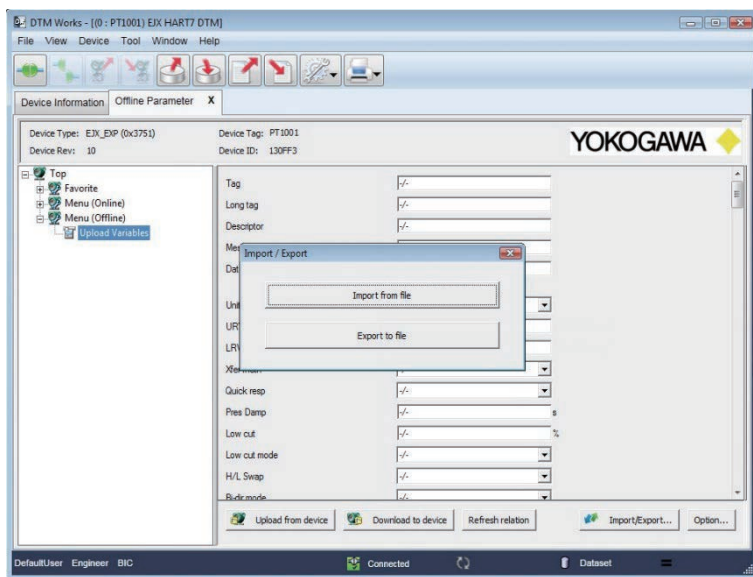 DTM Works - [(0 : PT1001) EJX HART7 DTM]
File View Device Tool Window Help
Device Information Offline Parameter X
Device Type: EJX_EXP (0x3751) Device Tag: PT1001
Device Rev: 10 Device ID: 130FF3
YOKOGAWA
Top
Favorite
Menu (Online)
Menu (Offline)
Upload Variables
Tag -/-
Long tag -/-
Descriptor -/-
Import / Export
Import from file
Export to file
Quick resp -/-
Pres Damp -/- s
Low cut -/- %
Low cut mode -/-
H/L Swap -/-
Bi-dir mode -/-
Upload from device Download to device Refresh relation Import/Export... Option...
DefaultUser Engineer BIC Connected Dataset